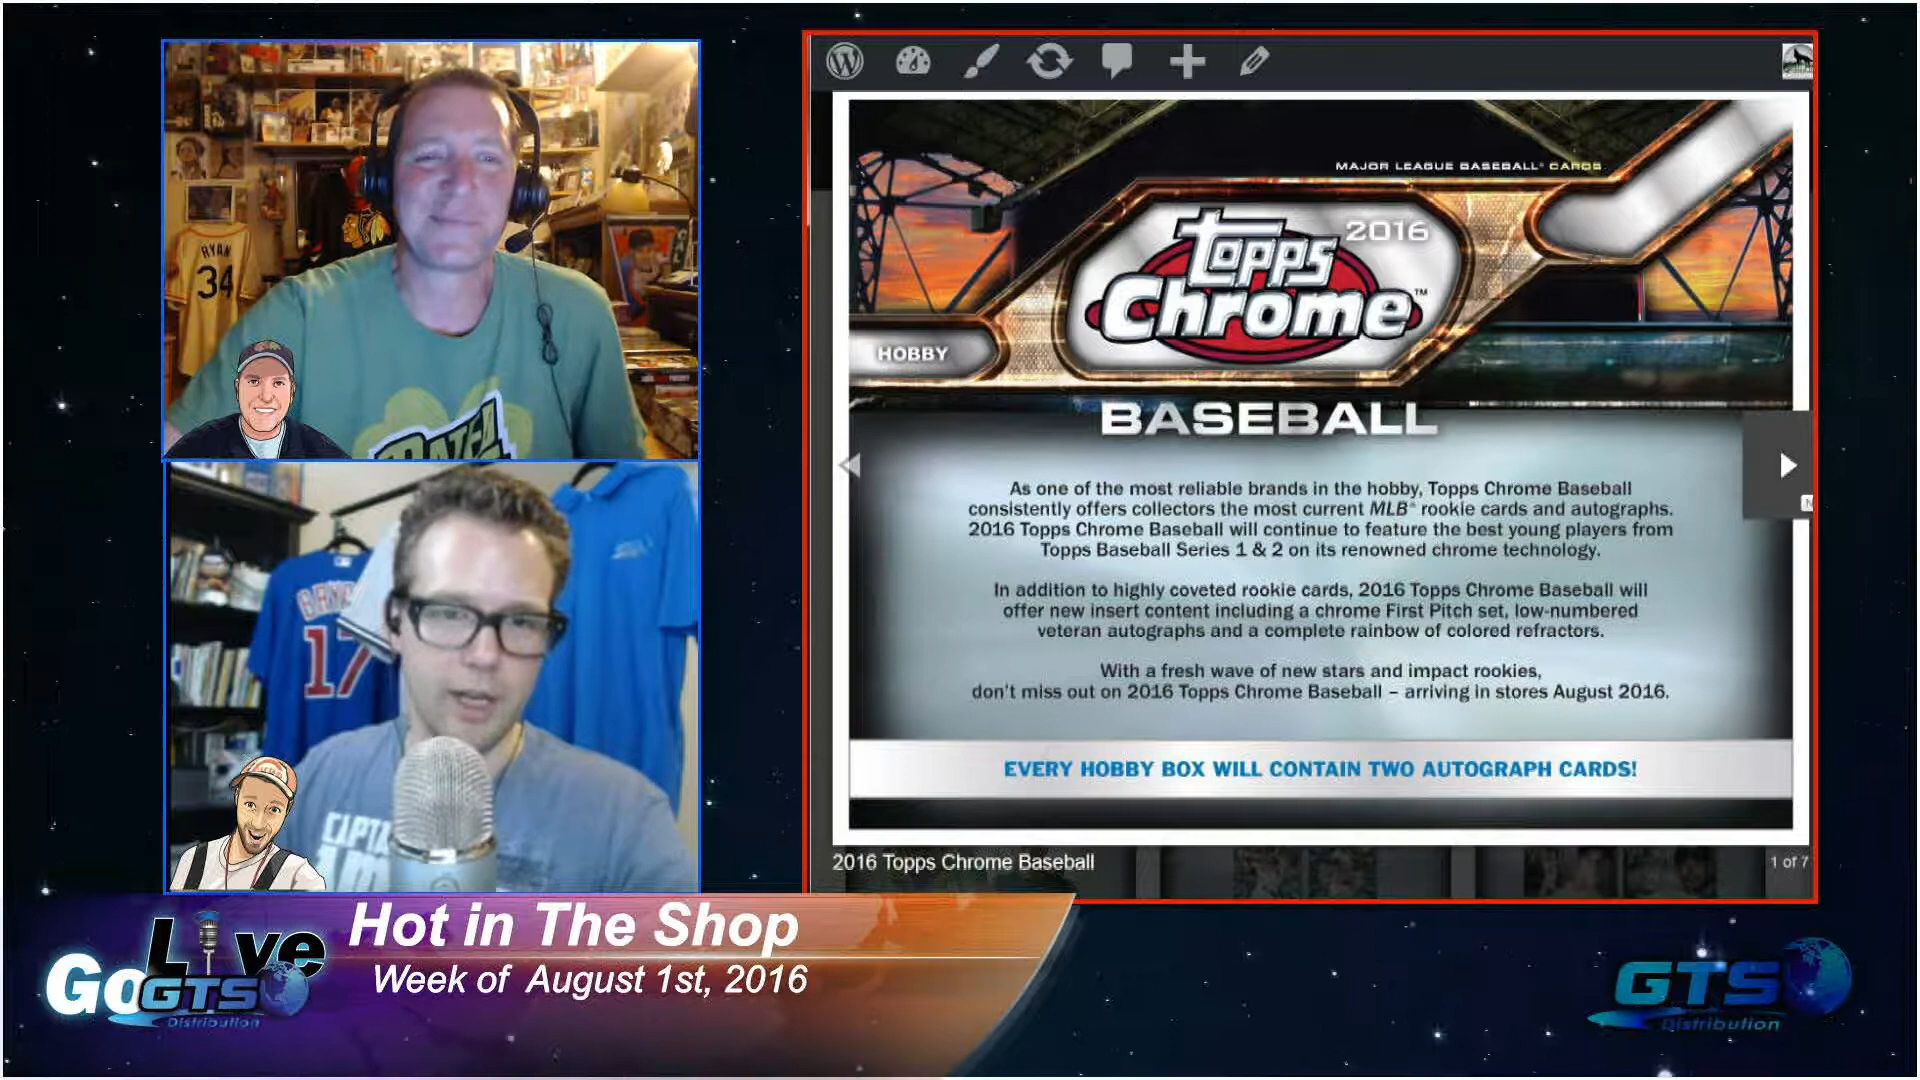 RYAN
34
CAL
RATED
BRYA
17
CAPTA
MAJOR LEAGUE BASEBALL® CARDS
topps 2016
Chrome™
HOBBY
BASEBALL
As one of the most reliable brands in the hobby, Topps Chrome Baseball
consistently offers collectors the most current MLB® rookie cards and autographs.
2016 Topps Chrome Baseball will continue to feature the best young players from
Topps Baseball Series 1 & 2 on its renowned chrome technology.
In addition to highly coveted rookie cards, 2016 Topps Chrome Baseball will
offer new insert content including a chrome First Pitch set, low-numbered
veteran autographs and a complete rainbow of colored refractors.
With a fresh wave of new stars and impact rookies,
don't miss out on 2016 Topps Chrome Baseball – arriving in stores August 2016.
EVERY HOBBY BOX WILL CONTAIN TWO AUTOGRAPH CARDS!
2016 Topps Chrome Baseball
1 of 7
Hot in The Shop
Week of August 1st, 2016
Live
GoGTS
Distribution
GTS
Distribution